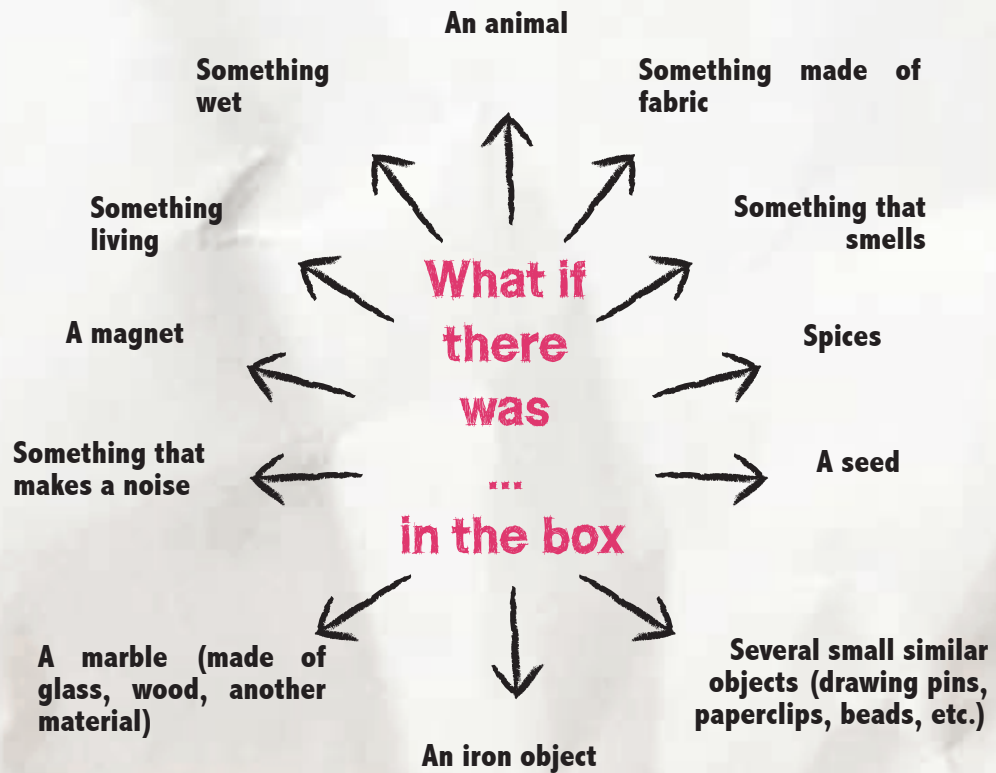 An animal
Something
wet
Something made of
fabric
Something
living
Something that
smells
What if
there
was
...
in the box
A magnet
Spices
Something that
makes a noise
A seed
A marble (made of
glass, wood, another
material)
Several small similar
objects (drawing pins,
paperclips, beads, etc.)
An iron object